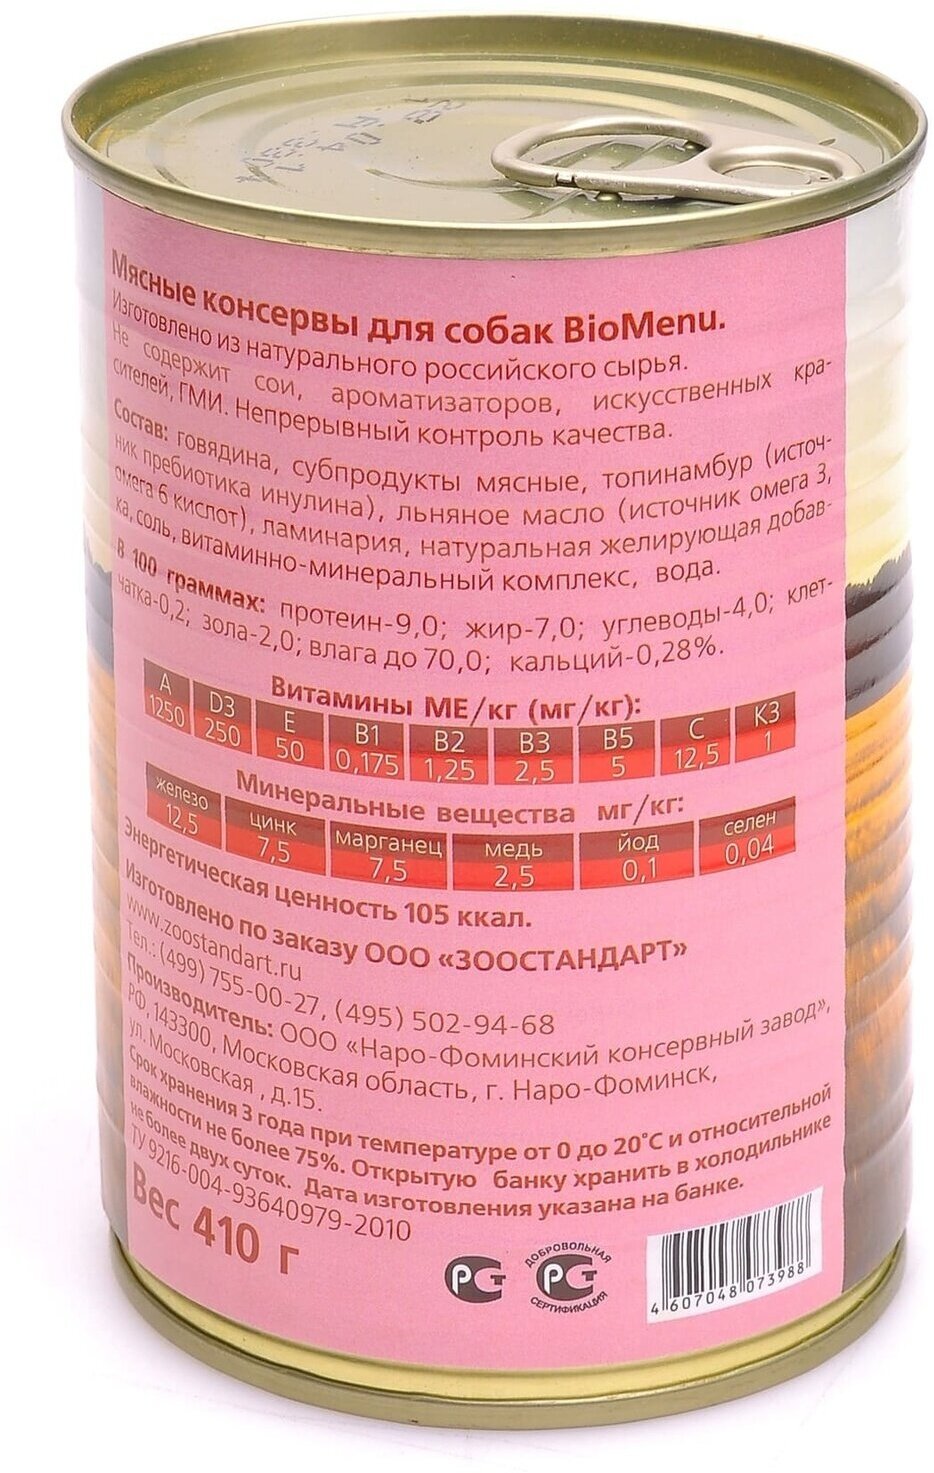 Мясные консервы для собак BioMenu.
Изготовлено из натурального российского сырья.
Не содержит сои, ароматизаторов, искусственных кра-
сителей, ГМИ. Непрерывный контроль качества.
Состав: говядина, субпродукты мясные, топинамбур (источ-
ник пребиотика инулина), льняное масло (источник омега 3,
омега 6 кислот), ламинария, натуральная желирующая добав-
ка, соль, витаминно-минеральный комплекс, вода.
В 100 граммах: протеин-9,0; жир-7,0; углеводы-4,0; клет-
чатка-0,2; зола-2,0; влага до 70,0; кальций-0,28%.
Витамины МЕ/кг (мг/кг):
A D3 E B1 B2 B3 B5 C K3
1250 250 50 0,175 1,25 2,5 5 12,5 1
Минеральные вещества мг/кг:
железо цинк марганец медь йод селен
12,5 7,5 7,5 2,5 0,1 0,04
Энергетическая ценность 105 ккал.
Изготовлено по заказу ООО «ЗООСТАНДАРТ»
www.zoostandart.ru
Тел.: (499) 755-00-27, (495) 502-94-68
Производитель: ООО «Наро-Фоминский консервный завод»,
РФ, 143300, Московская область, г. Наро-Фоминск,
ул. Московская , д.15.
Срок хранения 3 года при температуре от 0 до 20°С и относительной
влажности не более 75%. Открытую банку хранить в холодильнике
не более двух суток. Дата изготовления указана на банке.
ТУ 9216-004-93640979-2010
Вес 410 г
РСТ
ДОБРОВОЛЬНАЯ
РСТ
СЕРТИФИКАЦИЯ
4 607048 073988